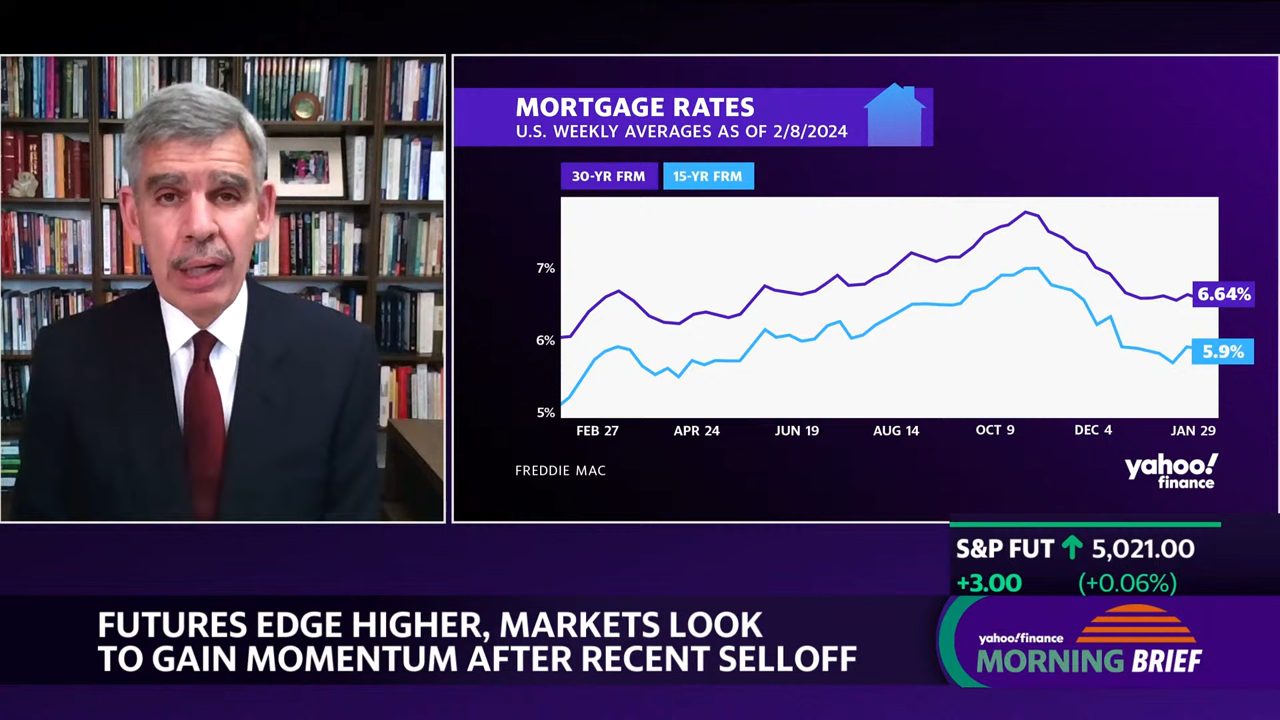 MORTGAGE RATES
U.S. WEEKLY AVERAGES AS OF 2/8/2024
30-YR FRM 15-YR FRM
7%
6%
5%
6.64%
5.9%
FEB 27 APR 24 JUN 19 AUG 14 OCT 9 DEC 4 JAN 29
FREDDIE MAC
yahoo!
finance
S&P FUT 5,021.00
+3.00 (+0.06%)
FUTURES EDGE HIGHER, MARKETS LOOK
TO GAIN MOMENTUM AFTER RECENT SELLOFF
yahoo!finance
MORNING BRIEF